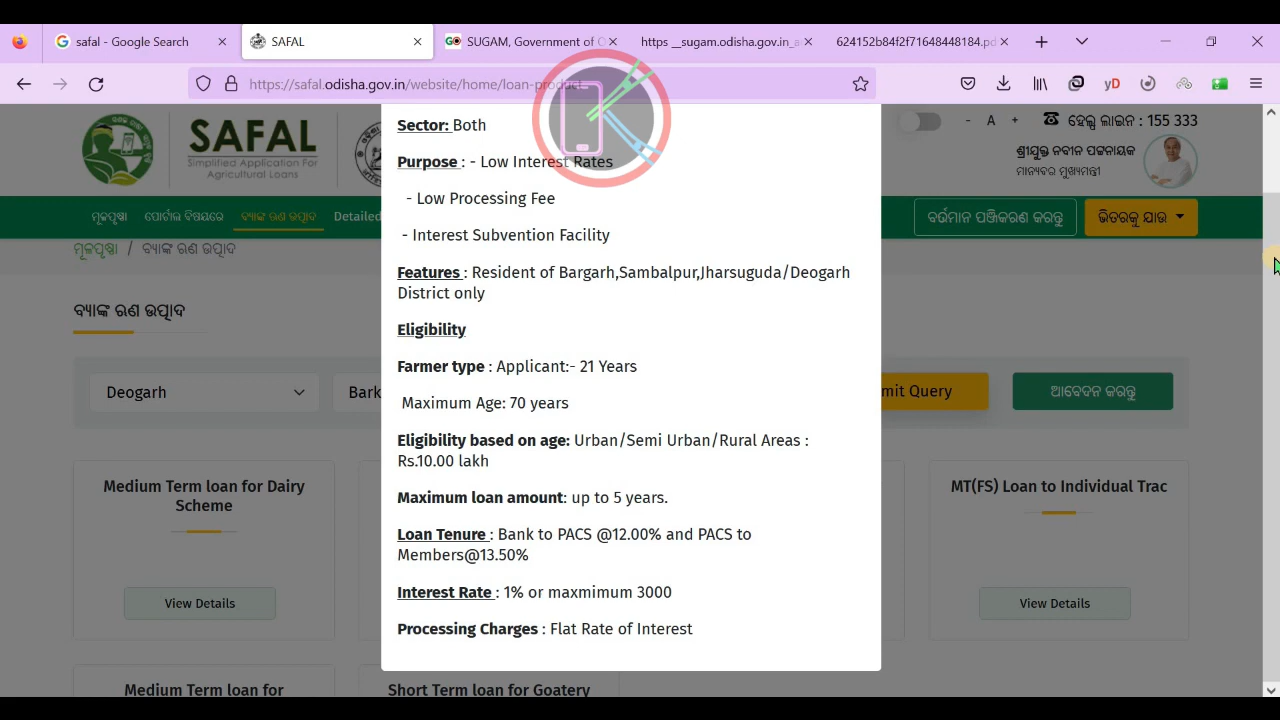 safal - Google Search
SAFAL
SUGAM, Government of O
https __sugam.odisha.gov.in_a
624152b84f2f71648448184.pd
https://safal.odisha.gov.in/website/home/loan-product
SAFAL
Simplified Application For
Agricultural Loans
- A +
ହେଲ୍ପ ଲାଇନ : 155 333
ଶ୍ରୀଯୁକ୍ତ ନବୀନ ପଟ୍ଟନାୟକ
ମାନ୍ୟବର ମୁଖ୍ୟମନ୍ତ୍ରୀ
ମୂଳପୃଷ୍ଠା ପୋର୍ଟାଲ ବିଷୟରେ ବ୍ୟାଙ୍କ ଋଣ ଉତ୍ପାଦ Detailed
ବର୍ତ୍ତମାନ ପଞ୍ଜିକରଣ କରନ୍ତୁ
ଭିତରକୁ ଯାଉ
ମୂଳପୃଷ୍ଠା / ବ୍ୟାଙ୍କ ଋଣ ଉତ୍ପାଦ
ବ୍ୟାଙ୍କ ଋଣ ଉତ୍ପାଦ
Deogarh
Bark
mit Query
ଆବେଦନ କରନ୍ତୁ
Sector: Both
Purpose : - Low Interest Rates
- Low Processing Fee
- Interest Subvention Facility
Features : Resident of Bargarh,Sambalpur,Jharsuguda/Deogarh
District only
Eligibility
Farmer type : Applicant:- 21 Years
Maximum Age: 70 years
Eligibility based on age: Urban/Semi Urban/Rural Areas :
Rs.10.00 lakh
Maximum loan amount: up to 5 years.
Loan Tenure : Bank to PACS @12.00% and PACS to
Members@13.50%
Interest Rate : 1% or maxmimum 3000
Processing Charges : Flat Rate of Interest
Medium Term loan for Dairy
Scheme
View Details
MT(FS) Loan to Individual Trac
View Details
Medium Term loan for
Short Term loan for Goatery